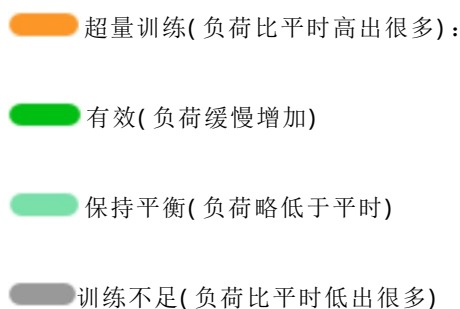 超量训练(负荷比平时高出很多)：
有效(负荷缓慢增加)
保持平衡(负荷略低于平时)
训练不足(负荷比平时低出很多)